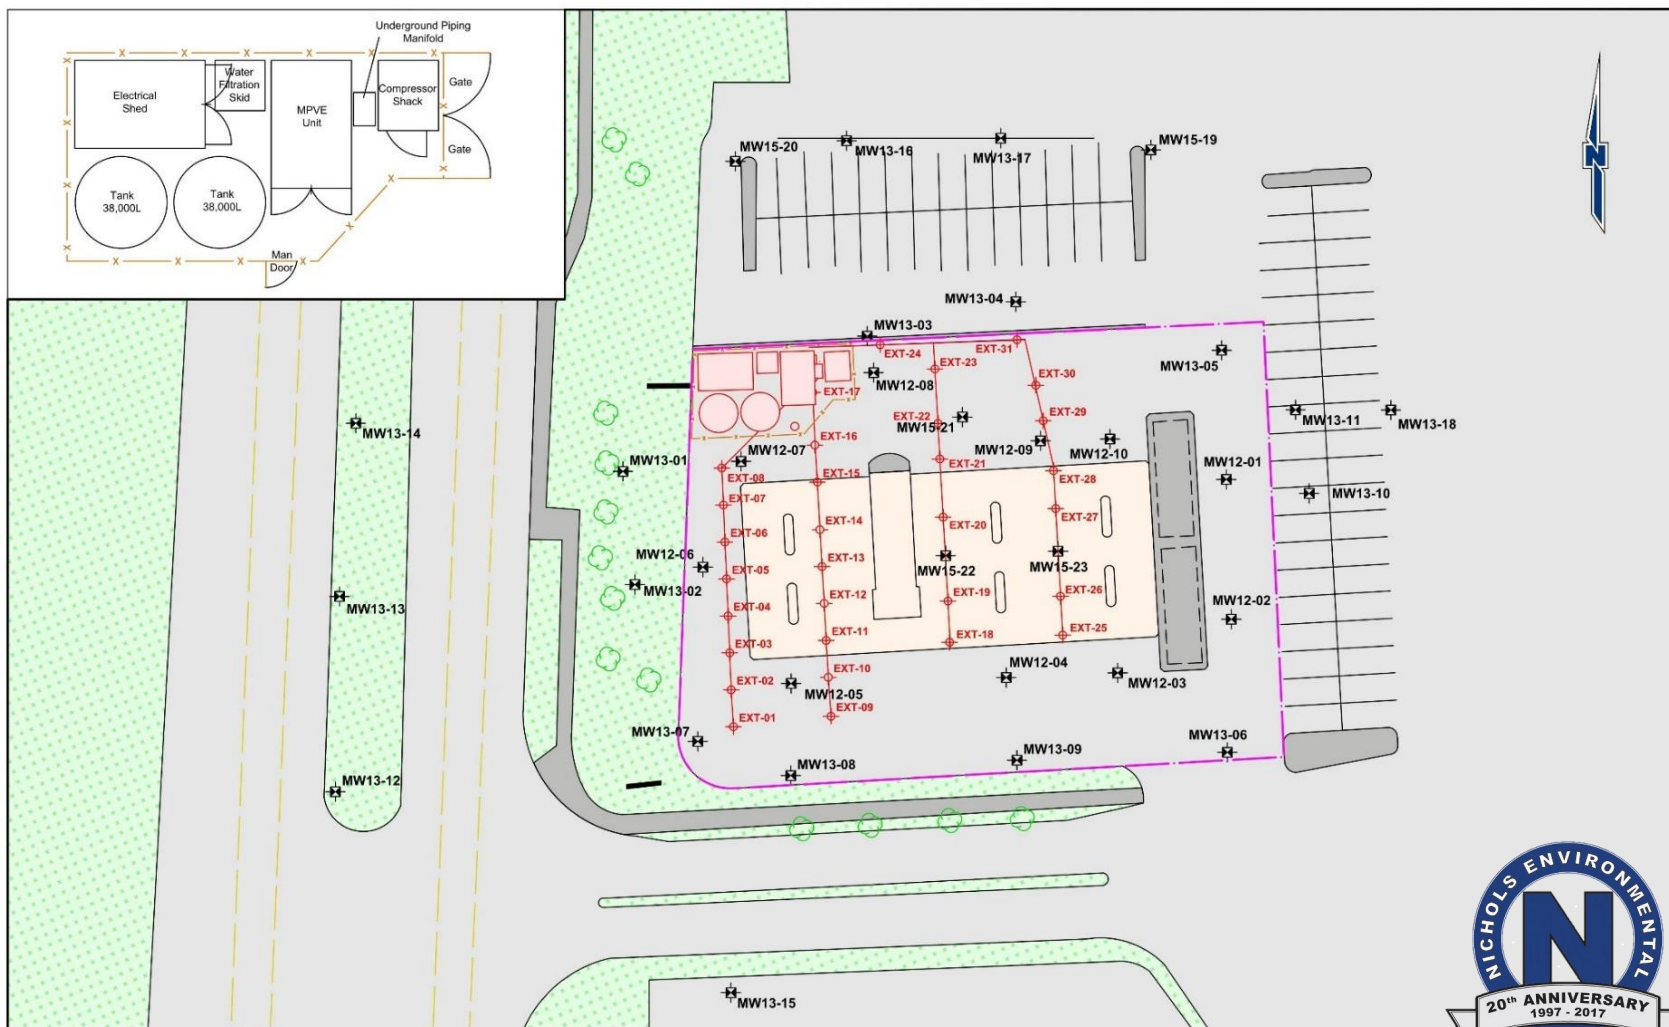 Underground Piping
Manifold
Electrical
Shed
Water
Filtration
Skid
MPVE
Unit
Compressor
Shack
Gate
Gate
Tank
38,000L
Tank
38,000L
Man
Door
N
MW15-20
MW13-16
MW13-17
MW15-19
MW13-04
MW13-03
EXT-24
EXT-31
MW13-05
EXT-23
MW12-08
EXT-30
EXT-17
MW13-11
MW13-18
EXT-22
EXT-29
MW15-21
MW13-14
EXT-16
MW12-09
MW12-10
MW12-07
MW13-01
EXT-21
MW12-01
EXT-08
EXT-15
EXT-28
MW13-10
EXT-07
EXT-27
EXT-14
EXT-20
EXT-06
MW12-06
EXT-13
MW15-22
MW15-23
EXT-05
MW13-02
EXT-12
EXT-19
EXT-26
MW12-02
MW13-13
EXT-04
EXT-11
EXT-18
EXT-25
EXT-03
EXT-10
MW12-04
EXT-02
MW12-05
MW12-03
EXT-09
EXT-01
MW13-07
MW13-09
MW13-06
MW13-08
MW13-12
MW13-15
NICHOLS ENVIRONMENTAL
N
20th ANNIVERSARY
1997 - 2017